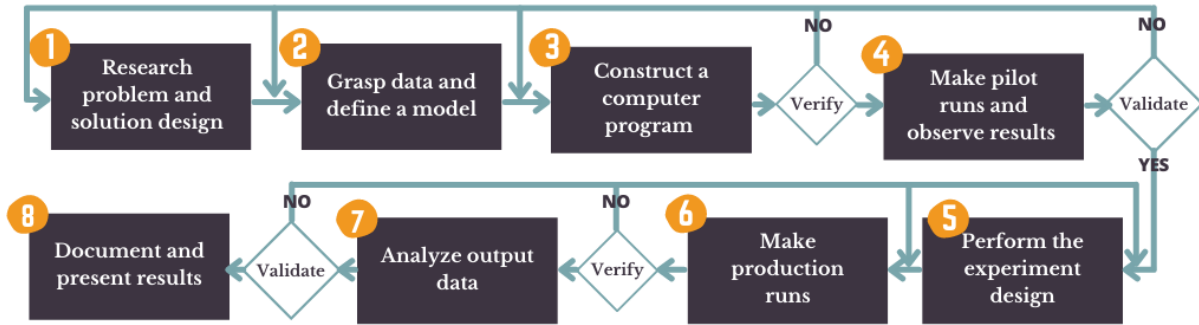 1
Research
problem and
solution design
2
Grasp data and
define a model
3
Construct a
computer
program
NO
Verify
4
Make pilot
runs and
observe results
NO
Validate
YES
5
Perform the
experiment
design
6
Make
production
runs
NO
Verify
7
Analyze output
data
NO
Validate
8
Document and
present results